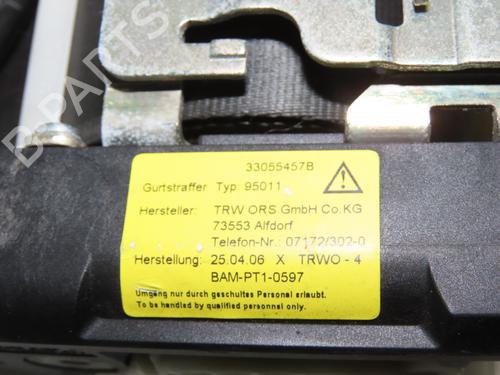 B-PARTS
33055457B
Gurtstraffer Typ: 95011
Hersteller: TRW ORS GmbH Co.KG
73553 Alfdorf
Telefon-Nr.: 07172/302-0
Herstellung: 25.04.06 X TRWO - 4
BAM-PT1-0597
Umgang nur durch geschultes Personal erlaubt.
To be handled by qualified personnel only.